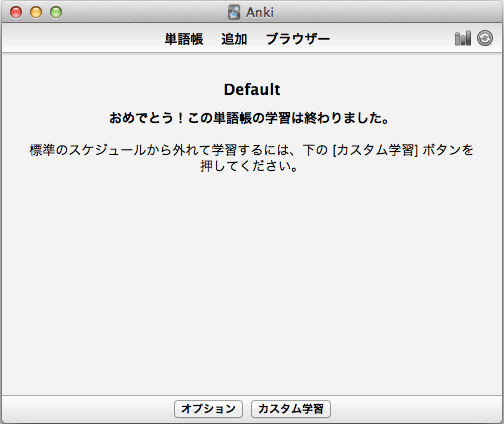 Anki
単語帳 追加 ブラウザー
Default
おめでとう！この単語帳の学習は終わりました。
標準のスケジュールから外れて学習するには、下の [カスタム学習] ボタンを
押してください。
オプション カスタム学習